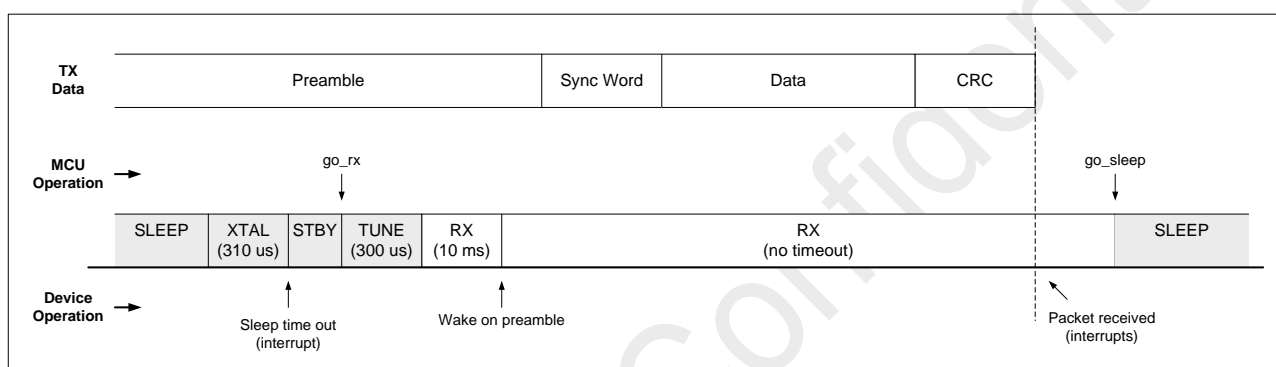 TX
Data
Preamble
Sync Word
Data
CRC
MCU
Operation
go_rx
go_sleep
SLEEP
XTAL
(310 us)
STBY
TUNE
(300 us)
RX
(10 ms)
RX
(no timeout)
SLEEP
Device
Operation
Sleep time out
(interrupt)
Wake on preamble
Packet received
(interrupts)
Confidential